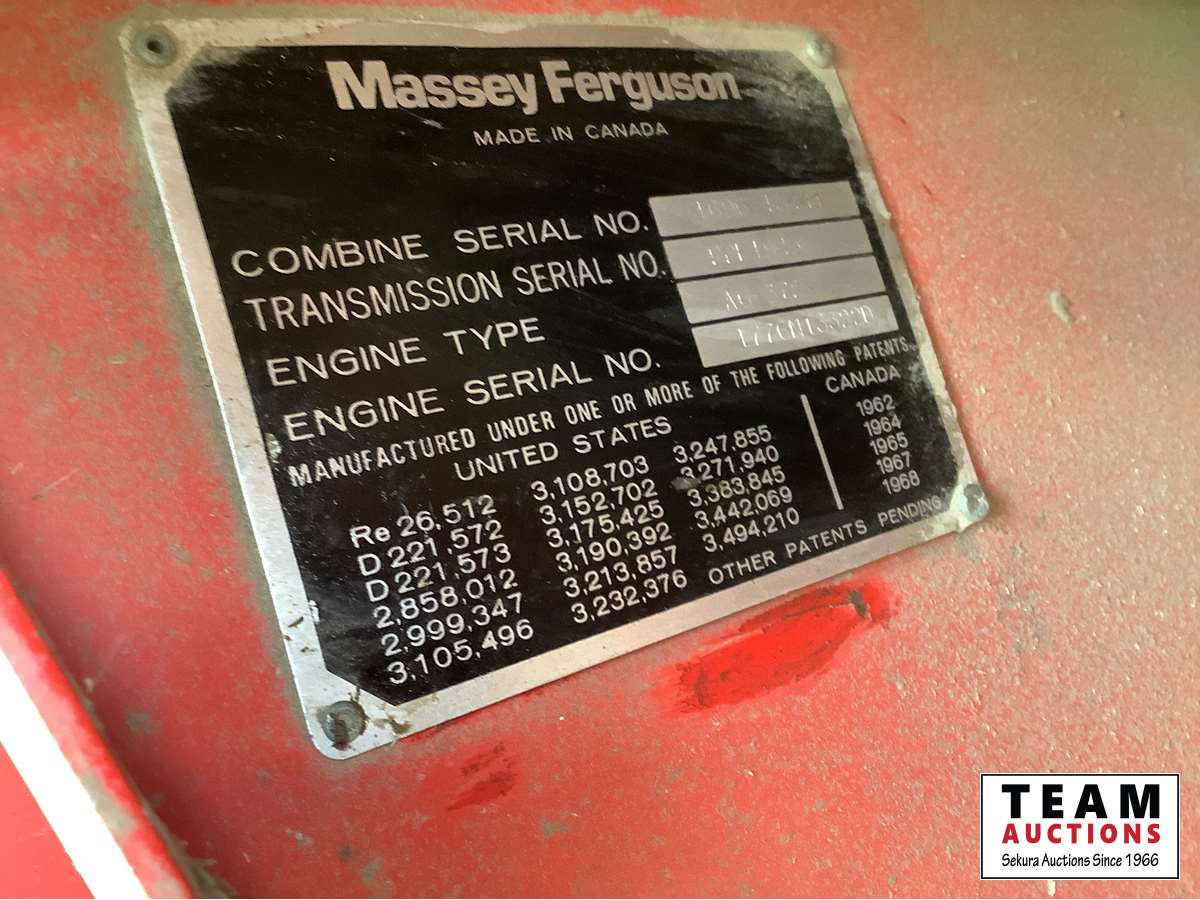 Massey Ferguson
MADE IN CANADA
COMBINE SERIAL NO.
TRANSMISSION SERIAL NO.
ENGINE TYPE
ENGINE SERIAL NO.
MANUFACTURED UNDER ONE OR MORE OF THE FOLLOWING PATENTS
UNITED STATES CANADA
Re 26,512 3,108,703 3,247,855 1962
D 221,572 3,152,702 3,271,940 1964
D 221,573 3,175,425 3,383,845 1965
2,858,012 3,190,392 3,442,069 1967
2,999,347 3,213,857 3,494,210 1968
3,105,496 3,232,376 OTHER PATENTS PENDING
TEAM
AUCTIONS
Sekura Auctions Since 1966